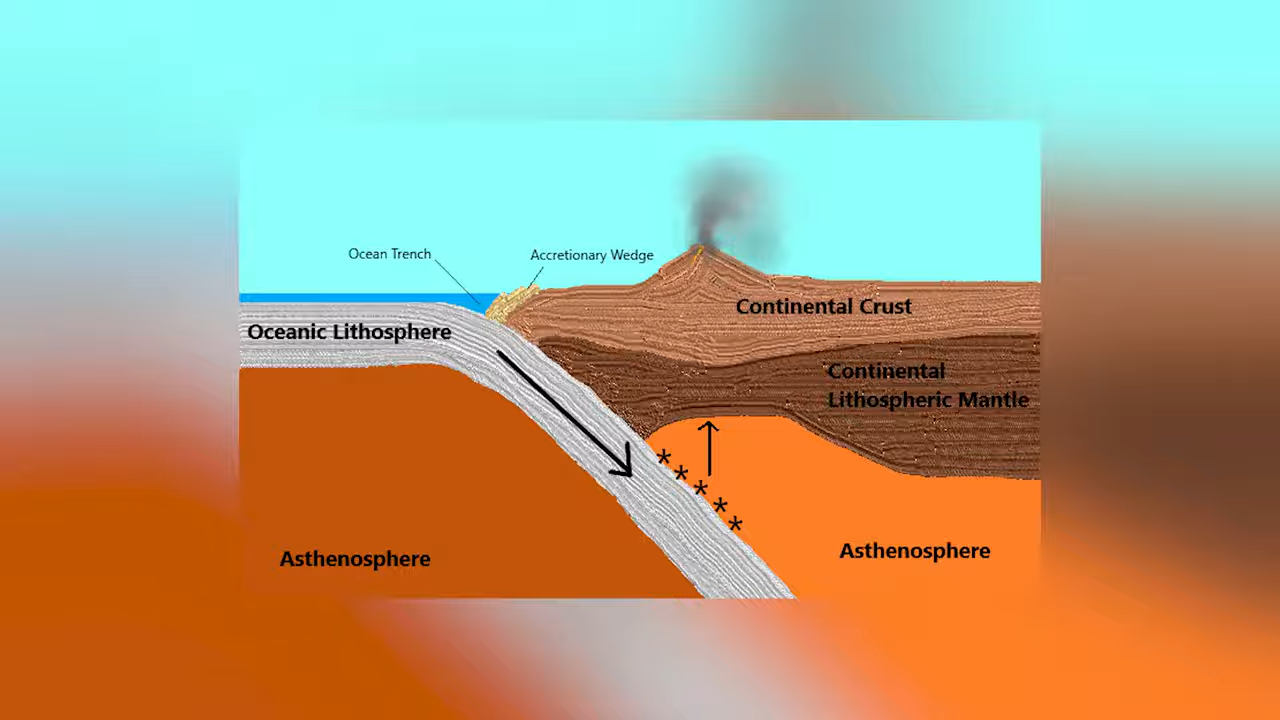 Ocean Trench
Accretionary Wedge
Continental Crust
Oceanic Lithosphere
Continental
Lithospheric Mantle
* * * * *
Asthenosphere
Asthenosphere